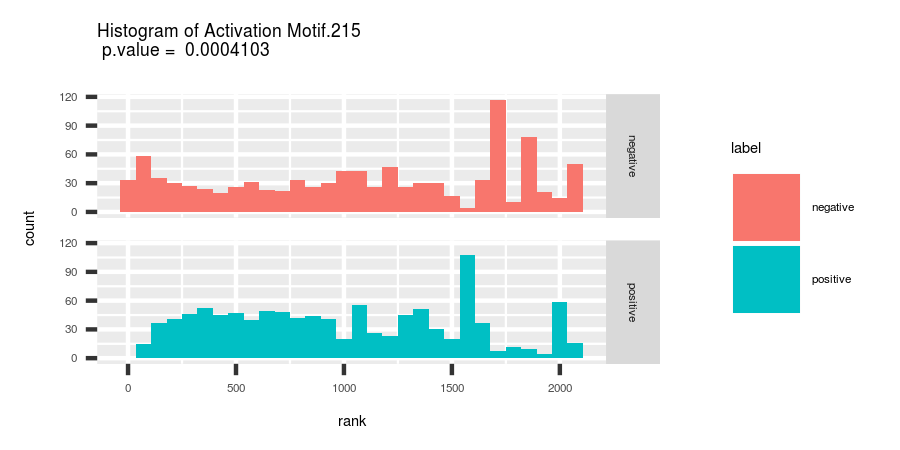 Histogram of Activation Motif.215
p.value = 0.0004103
count
120
90
60
30
0
negative
120
90
60
30
0
positive
0 500 1000 1500 2000
rank
label
negative
positive